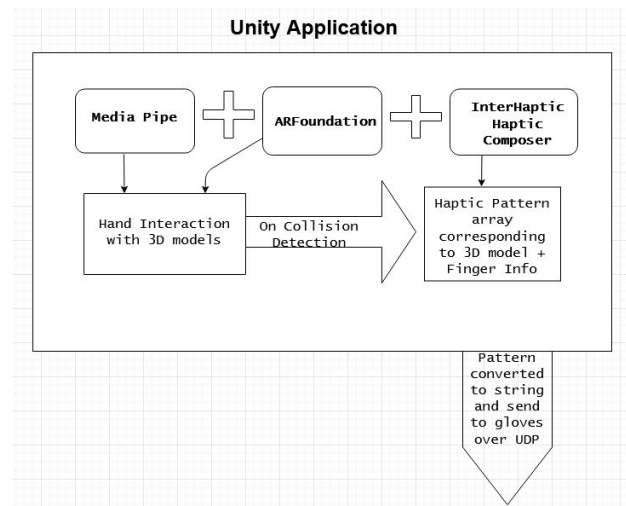 Unity Application
Media Pipe
ARFoundation
InterHaptic
Haptic
Composer
Hand Interaction
with 3D models
On Collision
Detection
Haptic Pattern
array
corresponding
to 3D model +
Finger Info
Pattern
converted
to string
and send
to gloves
over UDP